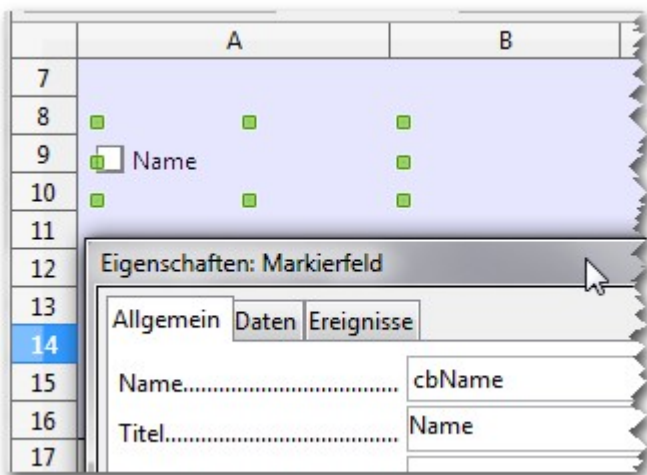 A B
7
8
9 Name
10
11
12 Eigenschaften: Markierfeld
13 Allgemein Daten Ereignisse
14
15 Name..................................... cbName
16 Titel........................................ Name
17